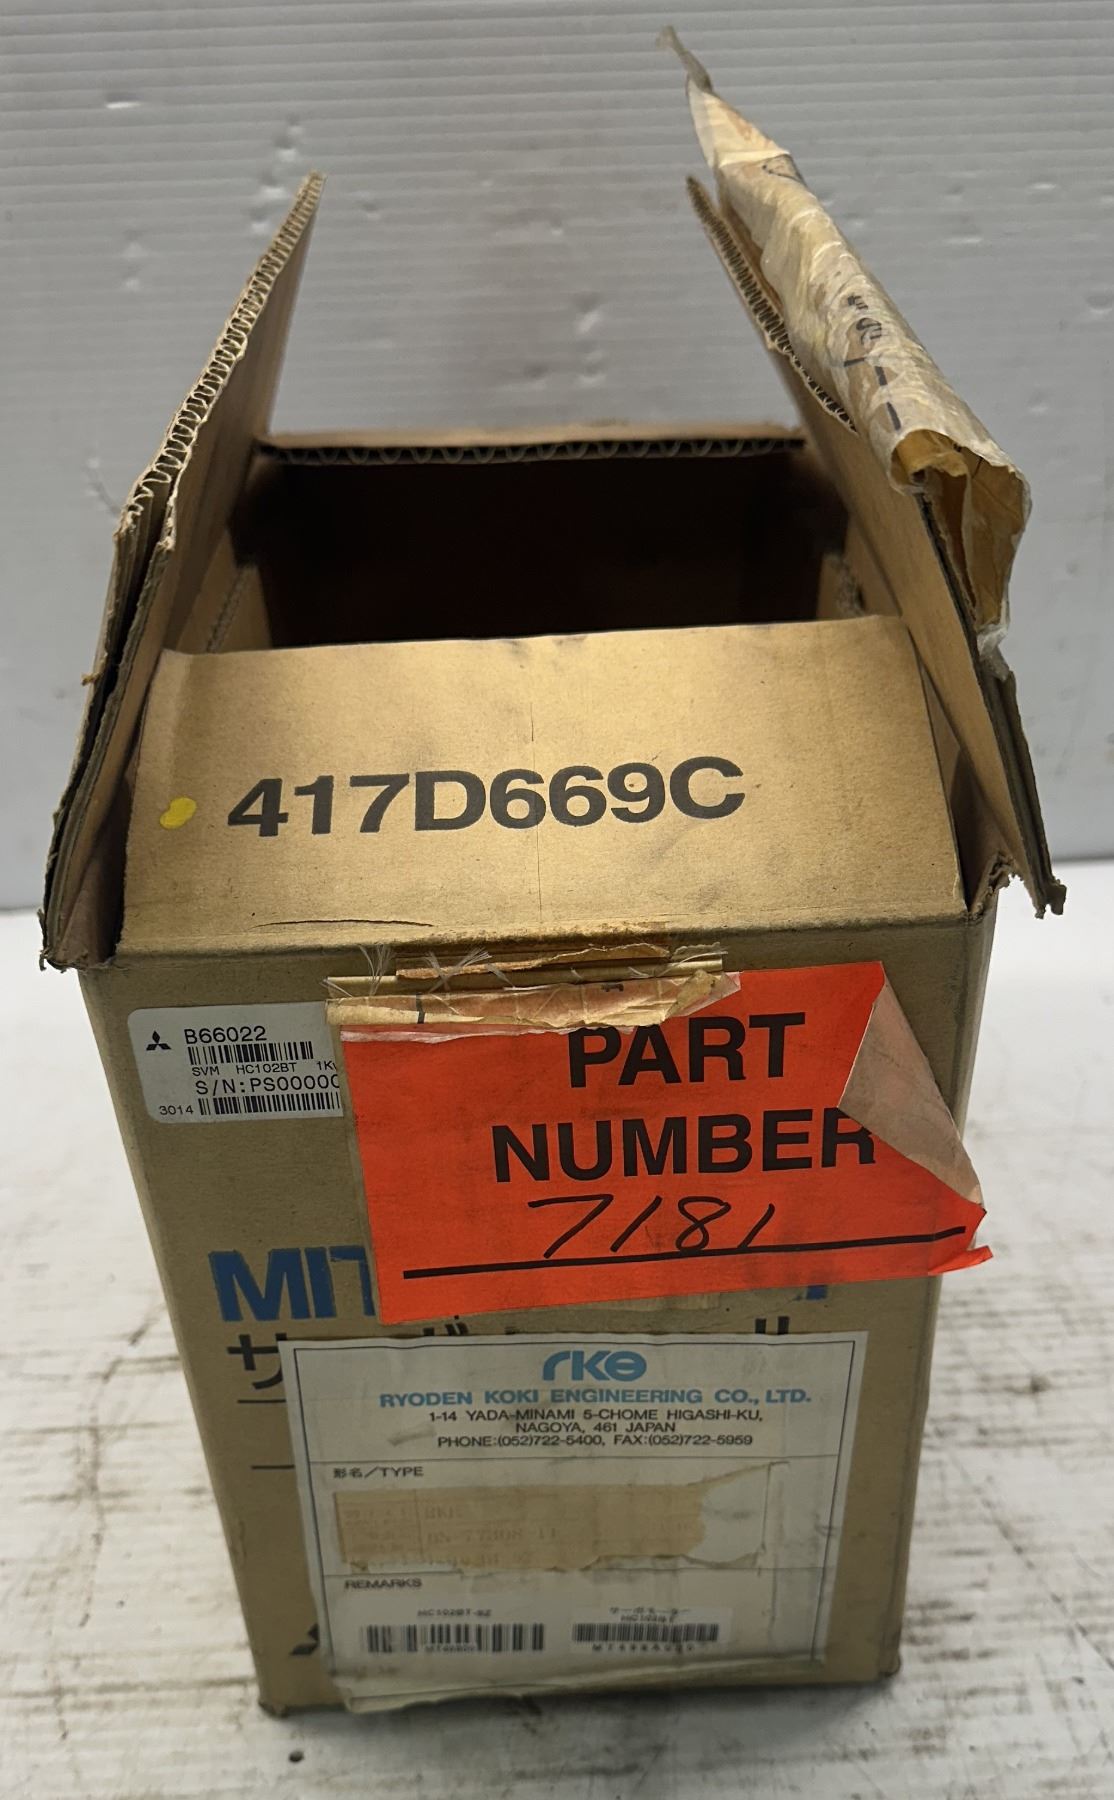 417D669C
B66022
SVM HC102BT
S/N:PS0000
3014
PART
NUMBER
7181
MIT
サ
rKe
RYODEN KOKI ENGINEERING CO., LTD.
1-14 YADA-MINAMI 5-CHOME HIGASHI-KU,
NAGOYA, 461 JAPAN
PHONE:(052)722-5400, FAX:(052)722-5959
形名/TYPE
REMARKS
HC102BT-SZ